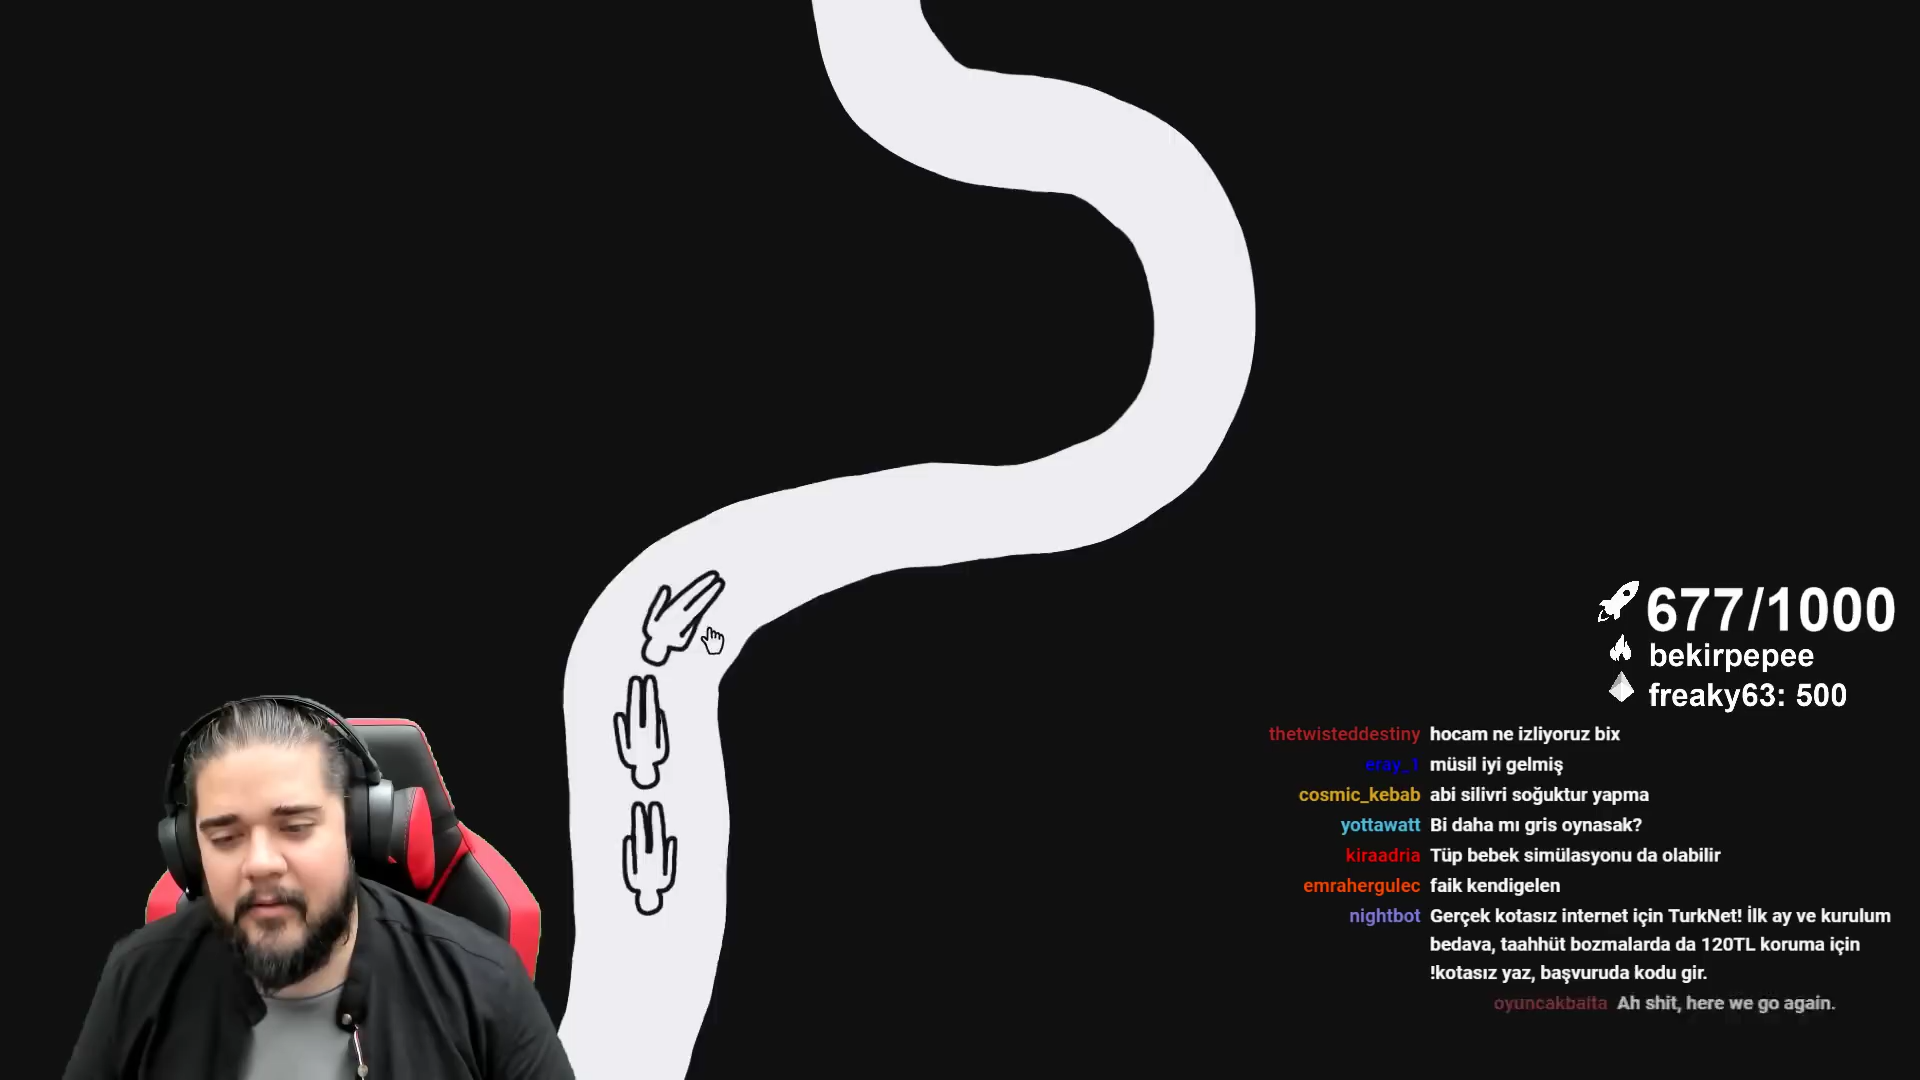 677/1000
bekirpepee
freaky63: 500
thetwisteddestiny hocam ne izliyoruz bix
eray_1 müsil iyi gelmiş
cosmic_kebab abi silivri soğuktur yapma
yottawatt Bi daha mı gris oynasak?
kiraadria Tüp bebek simülasyonu da olabilir
emrahergulec faik kendigelen
nightbot Gerçek kotasız internet için TurkNet! İlk ay ve kurulum
bedava, taahhüt bozmalarda da 120TL koruma için
!kotasız yaz, başvuruda kodu gir.
oyuncakbalta Ah shit, here we go again.